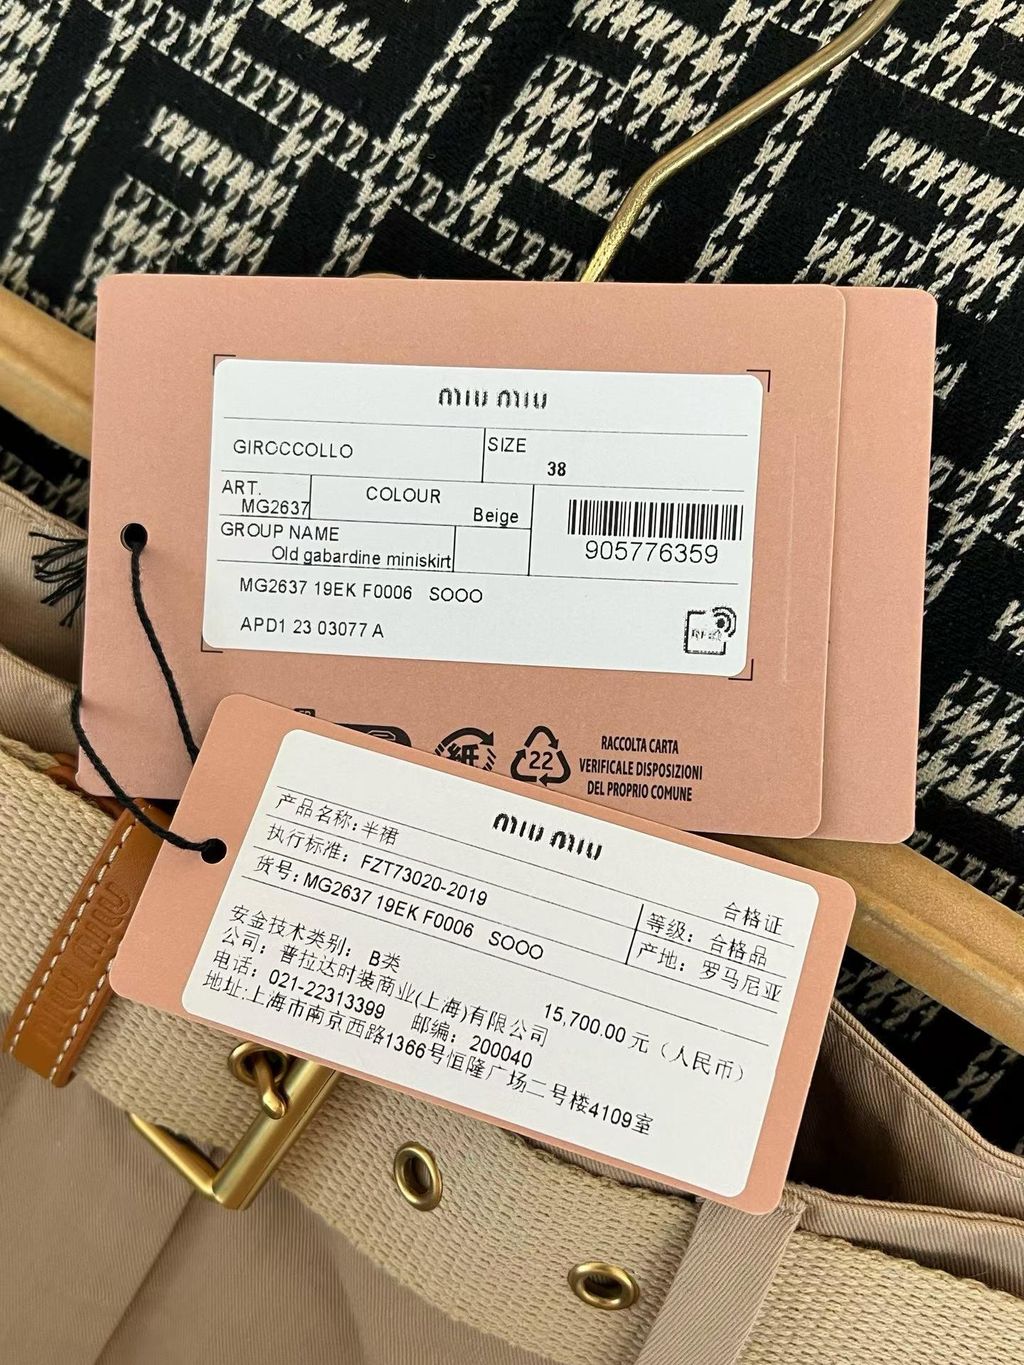 miu miu
GIROCCOLLO
SIZE
38
ART.
MG2637
COLOUR
Beige
GROUP NAME
Old gabardine miniskirt
905776359
MG2637 19EK F0006 SOOO
APD1 23 03077 A
紙
22
RACCOLTA CARTA
VERIFICALE DISPOSIZIONI
DEL PROPRIO COMUNE
miu miu
产品名称:半裙
合格证
执行标准: FZT73020-2019
等级: 合格品
货号: MG2637 19EK F0006 SOOO
产地: 罗马尼亚
安金技术类别: B类
15,700.00 元（人民币）
公司: 普拉达时装商业(上海)有限公司
电话: 021-22313399 邮编: 200040
地址:上海市南京西路1366号恒隆广场二号楼4109室
MIU MIU